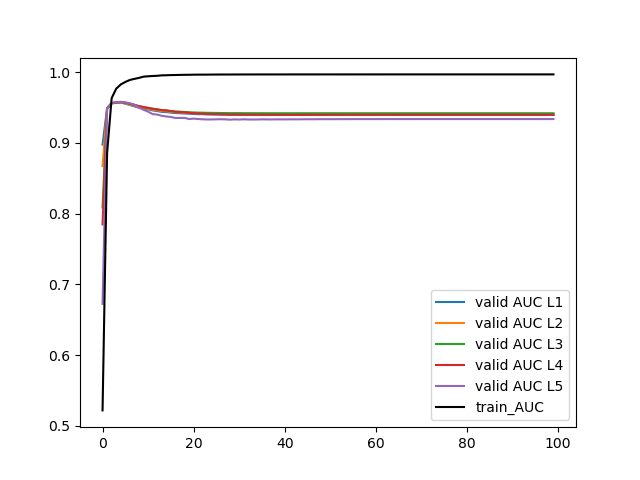 1.0
0.9
0.8
0.7
0.6
0.5
0 20 40 60 80 100
valid AUC L1
valid AUC L2
valid AUC L3
valid AUC L4
valid AUC L5
train_AUC